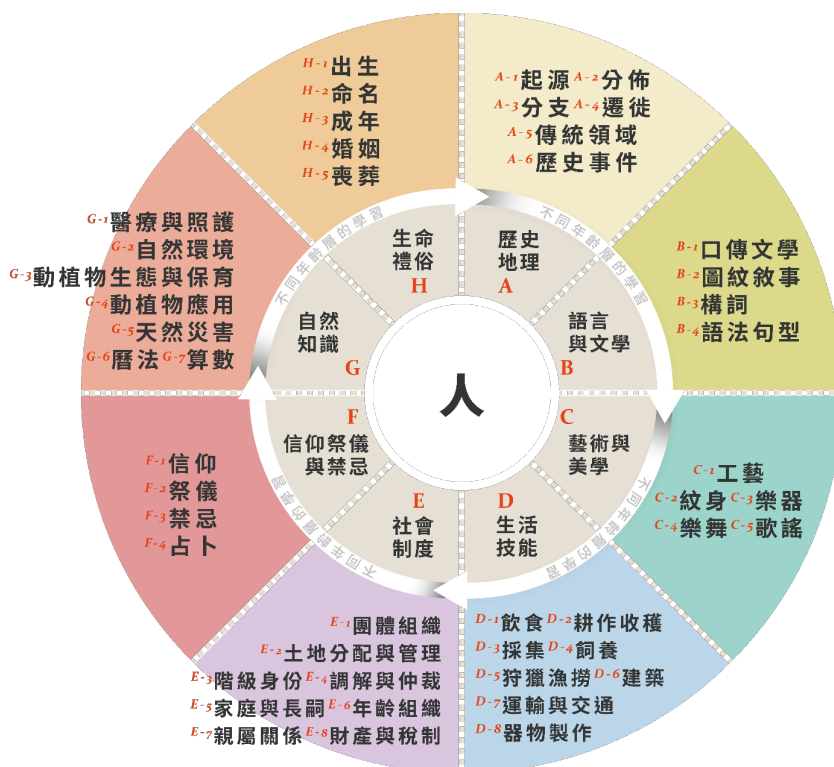 H-1 出生
H-2 命名
H-3 成年
H-4 婚姻
H-5 喪葬
A-1 起源 A-2 分佈
A-3 分支 A-4 遷徙
A-5 傳統領域
A-6 歷史事件
G-1 醫療與照護
G-2 自然環境
G-3 動植物生態與保育
G-4 動植物應用
G-5 天然災害
G-6 曆法 G-7 算數
B-1 口傳文學
B-2 圖紋敘事
B-3 構詞
B-4 語法句型
不同年齡層的學習
不同年齡層的學習
生命
禮俗
H
歷史
地理
A
自然
知識
G
語言
與文學
B
人
F
信仰祭儀
與禁忌
C
藝術與
美學
E
社會
制度
D
生活
技能
不同年齡層的學習
不同年齡層的學習
F-1 信仰
F-2 祭儀
F-3 禁忌
F-4 占卜
C-1 工藝
C-2 紋身 C-3 樂器
C-4 樂舞 C-5 歌謠
E-1 團體組織
E-2 土地分配與管理
E-3 階級身份 E-4 調解與仲裁
E-5 家庭與長嗣 E-6 年齡組織
E-7 親屬關係 E-8 財產與稅制
D-1 飲食 D-2 耕作收穫
D-3 採集 D-4 飼養
D-5 狩獵漁撈 D-6 建築
D-7 運輸與交通
D-8 器物製作